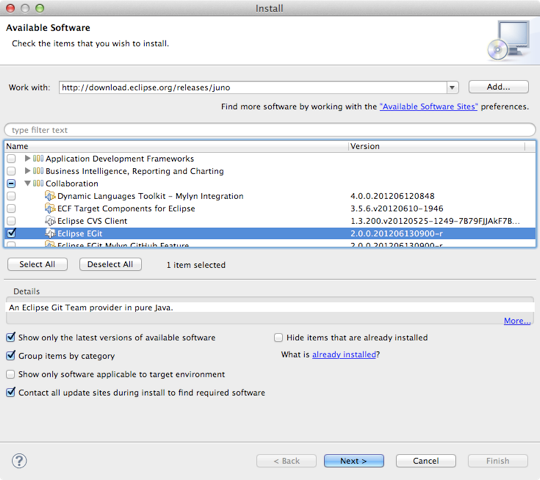 Install
Available Software
Check the items that you wish to install.
Work with: http://download.eclipse.org/releases/juno Add...
Find more software by working with the "Available Software Sites" preferences.
type filter text
Name Version
Application Development Frameworks
Business Intelligence, Reporting and Charting
Collaboration
Dynamic Languages Toolkit - Mylyn Integration 4.0.0.201206120848
ECF Target Components for Eclipse 3.5.6.v20120610-1946
Eclipse CVS Client 1.3.200.v20120525-1249-7B79FJJAkF7B...
Eclipse EGit 2.0.0.201206130900-r
Eclipse EGit Mylyn GitHub Feature 2.0.0.201206130900-r
Select All Deselect All 1 item selected
Details
An Eclipse Git Team provider in pure Java.
More...
Show only the latest versions of available software Hide items that are already installed
Group items by category What is already installed?
Show only software applicable to target environment
Contact all update sites during install to find required software
? < Back Next > Cancel Finish